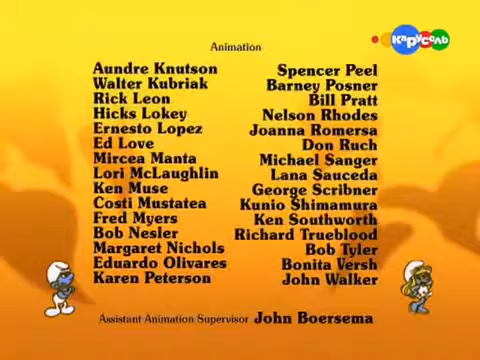 Карусель
Animation
Aundre Knutson
Walter Kubriak
Rick Leon
Hicks Lokey
Ernesto Lopez
Ed Love
Mircea Manta
Lori McLaughlin
Ken Muse
Costi Mustatea
Fred Myers
Bob Nesler
Margaret Nichols
Eduardo Olivares
Karen Peterson
Spencer Peel
Barney Posner
Bill Pratt
Nelson Rhodes
Joanna Romersa
Don Ruch
Michael Sanger
Lana Sauceda
George Scribner
Kunio Shimamura
Ken Southworth
Richard Trueblood
Bob Tyler
Bonita Versh
John Walker
Assistant Animation Supervisor John Boersema